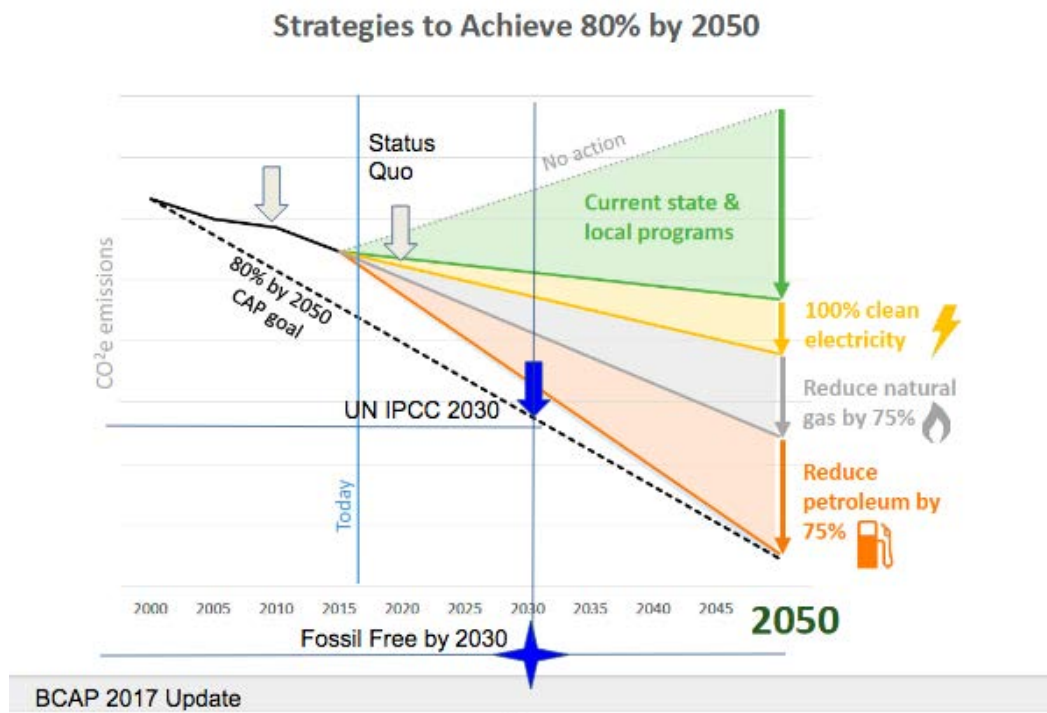 Strategies to Achieve 80% by 2050
Status
Quo
No action
Current state &
local programs
CO²e emissions
80% by 2050
CAP goal
100% clean
electricity
Reduce natural
gas by 75%
UN IPCC 2030
Reduce
petroleum by
75%
Today
2000 2005 2010 2015 2020 2025 2030 2035 2040 2045 2050
Fossil Free by 2030
BCAP 2017 Update